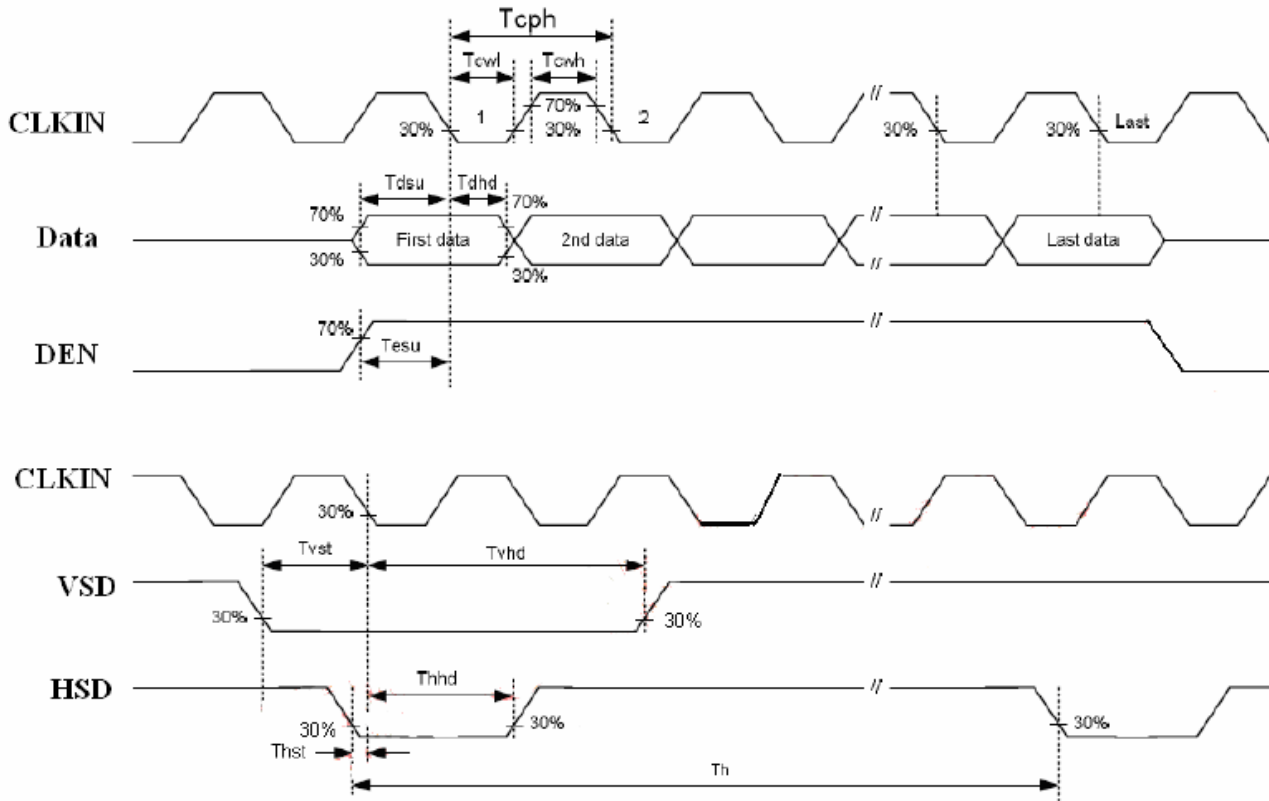 Tcph
Tcwl Tcwh
CLKIN 30% 1 70% 30% 2 // 30% 30% Last
Tdsu Tdhd
70% 70%
Data First data 2nd data // Last data
30% 30%
//
70%
DEN Tesu
CLKIN 30% //
Tvst Tvhd
VSD 30% 30% //
HSD Thhd //
30% 30% 30%
Thst
Th